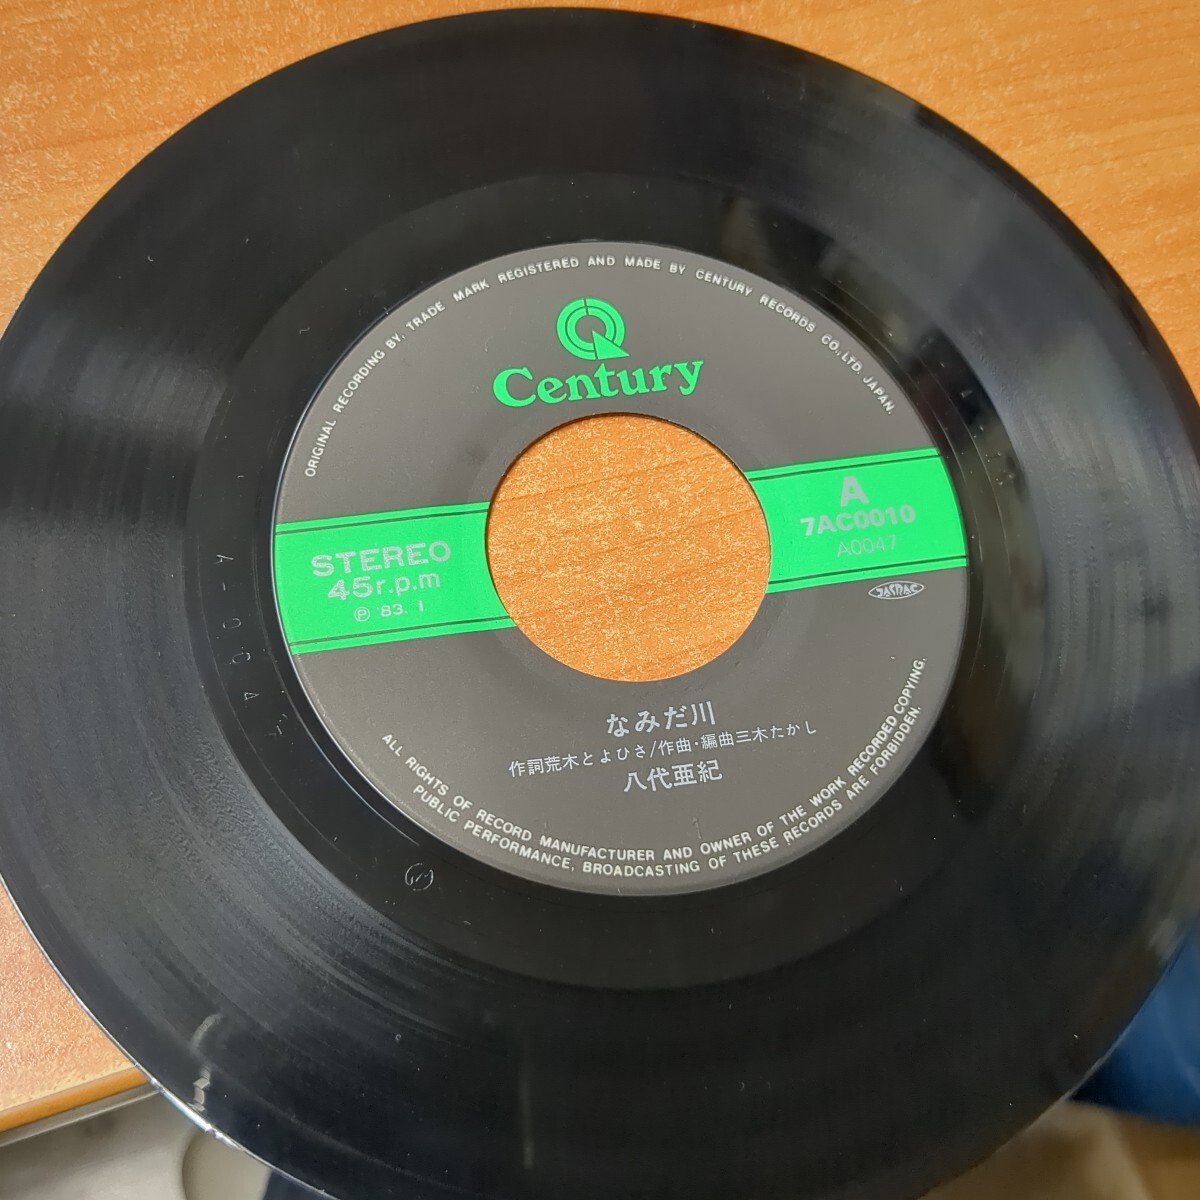 ORIGINAL RECORDING BY. TRADE MARK REGISTERED AND MADE BY CENTURY RECORDS CO., LTD. JAPAN.
Century
STEREO
45r.p.m
Ⓟ '83. 1
A
7AC0010
A0047
JASRAC
なみだ川
作詞荒木とよひさ/作曲・編曲三木たかし
八代亜紀
ALL RIGHTS OF RECORD MANUFACTURER AND OWNER OF THE WORK RECORDED COPYING,
PUBLIC PERFORMANCE, BROADCASTING OF THESE RECORDS ARE FORBIDDEN.